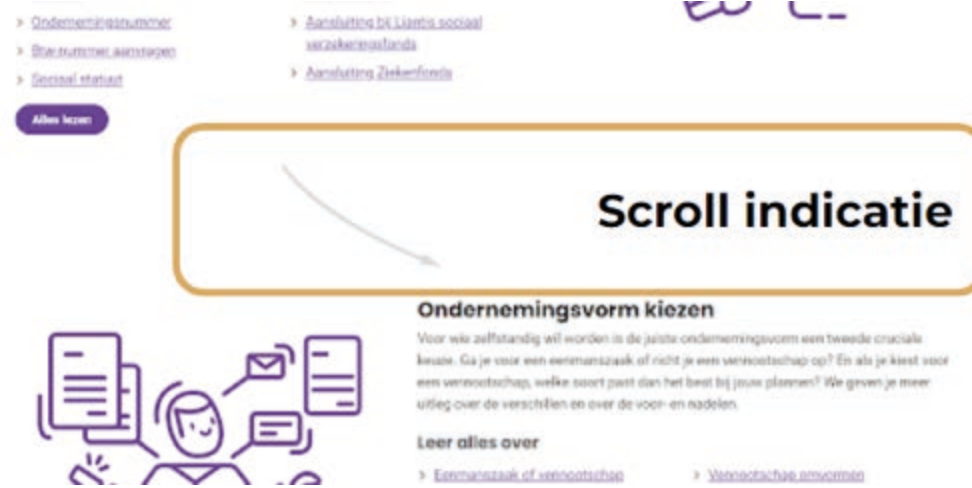 Ondernemingsnummer
Btw-nummer aanvragen
Sociaal statuut
Aansluiting bij Liantis sociaal
verzekeringsfonds
Aansluiting Ziekenfonds
Alles lezen
Scroll indicatie
Ondernemingsvorm kiezen
Voor wie zelfstandig wil worden is de juiste ondernemingsvorm een tweede cruciale
keuze. Ga je voor een eenmanszaak of richt je een vennootschap op? En als je kiest voor
een vennootschap, welke soort past dan het best bij jouw plannen? We geven je meer
uitleg over de verschillen en over de voor- en nadelen.
Leer alles over
Eenmanszaak of vennootschap
Vennootschap omvormen